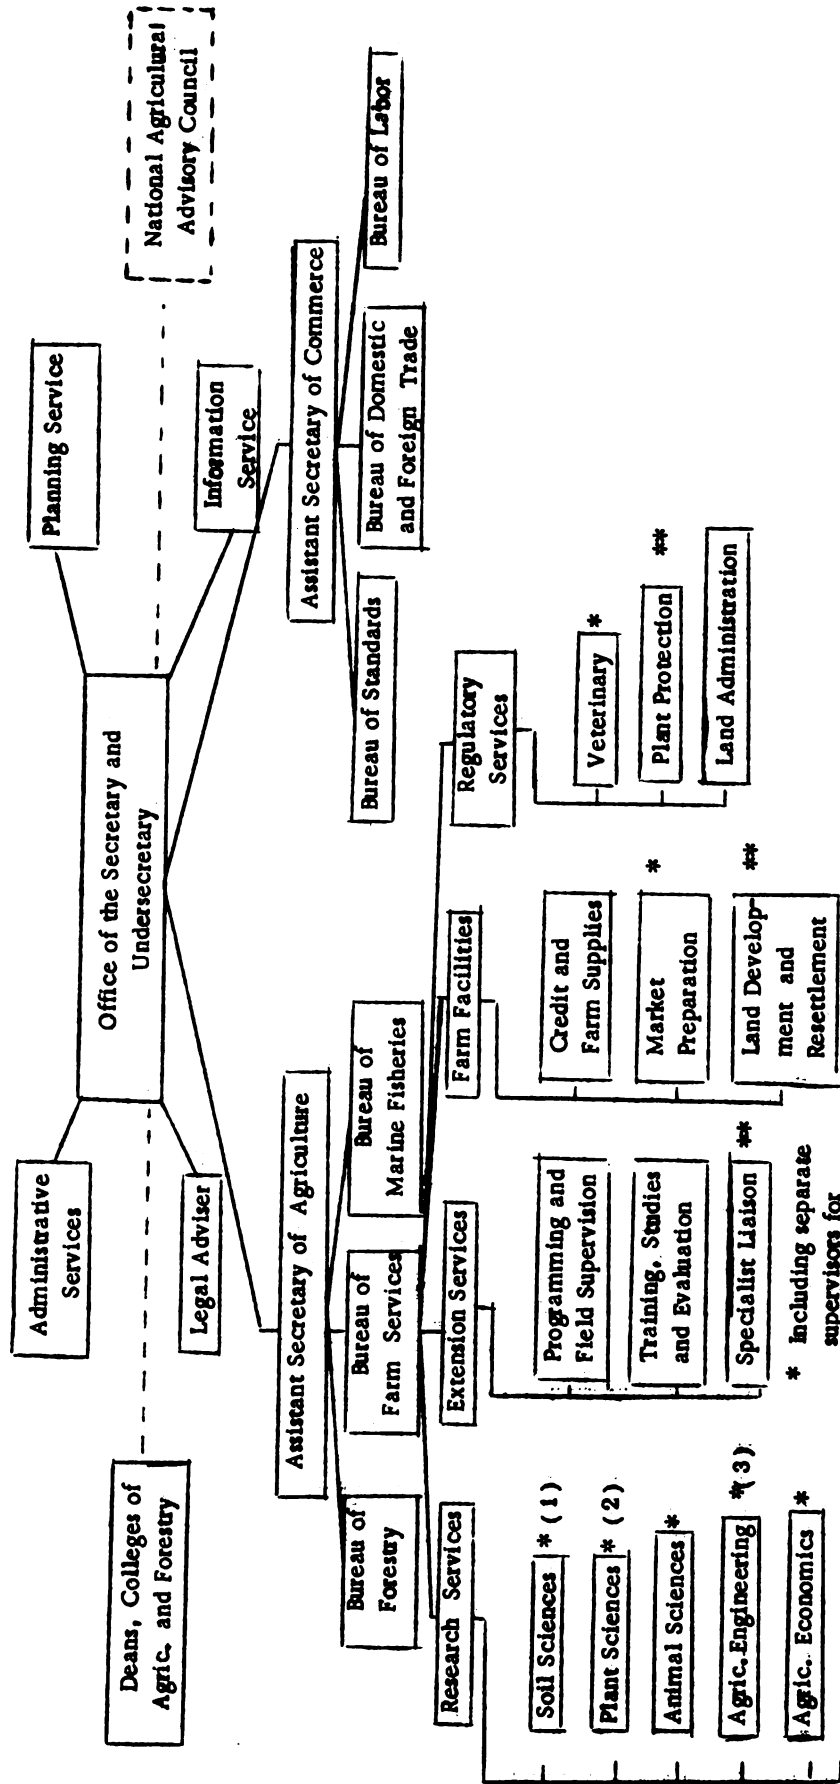 Office of the Secretary and
Undersecretary
Administrative
Services
Planning Service
Deans, Colleges of
Agric. and Forestry
Legal Adviser
Information
Service
National Agricultural
Advisory Council
Assistant Secretary of Agriculture
Assistant Secretary of Commerce
Bureau of
Forestry
Bureau of
Farm Services
Bureau of
Marine Fisheries
Bureau of Standards
Bureau of Domestic
and Foreign Trade
Bureau of Labor
Research Services
Extension Services
Farm Facilities
Regulatory
Services
Soil Sciences * (1)
Plant Sciences * (2)
Animal Sciences *
Agric. Engineering *(3)
Agric. Economics *
Programming and
Field Supervision
Training, Studies
and Evaluation
Specialist Liaison **
Credit and
Farm Supplies
Market *
Preparation
Land Develop- **
ment and
Resettlement
Veterinary *
Plant Protection **
Land Administration
* Including separate
supervisors for